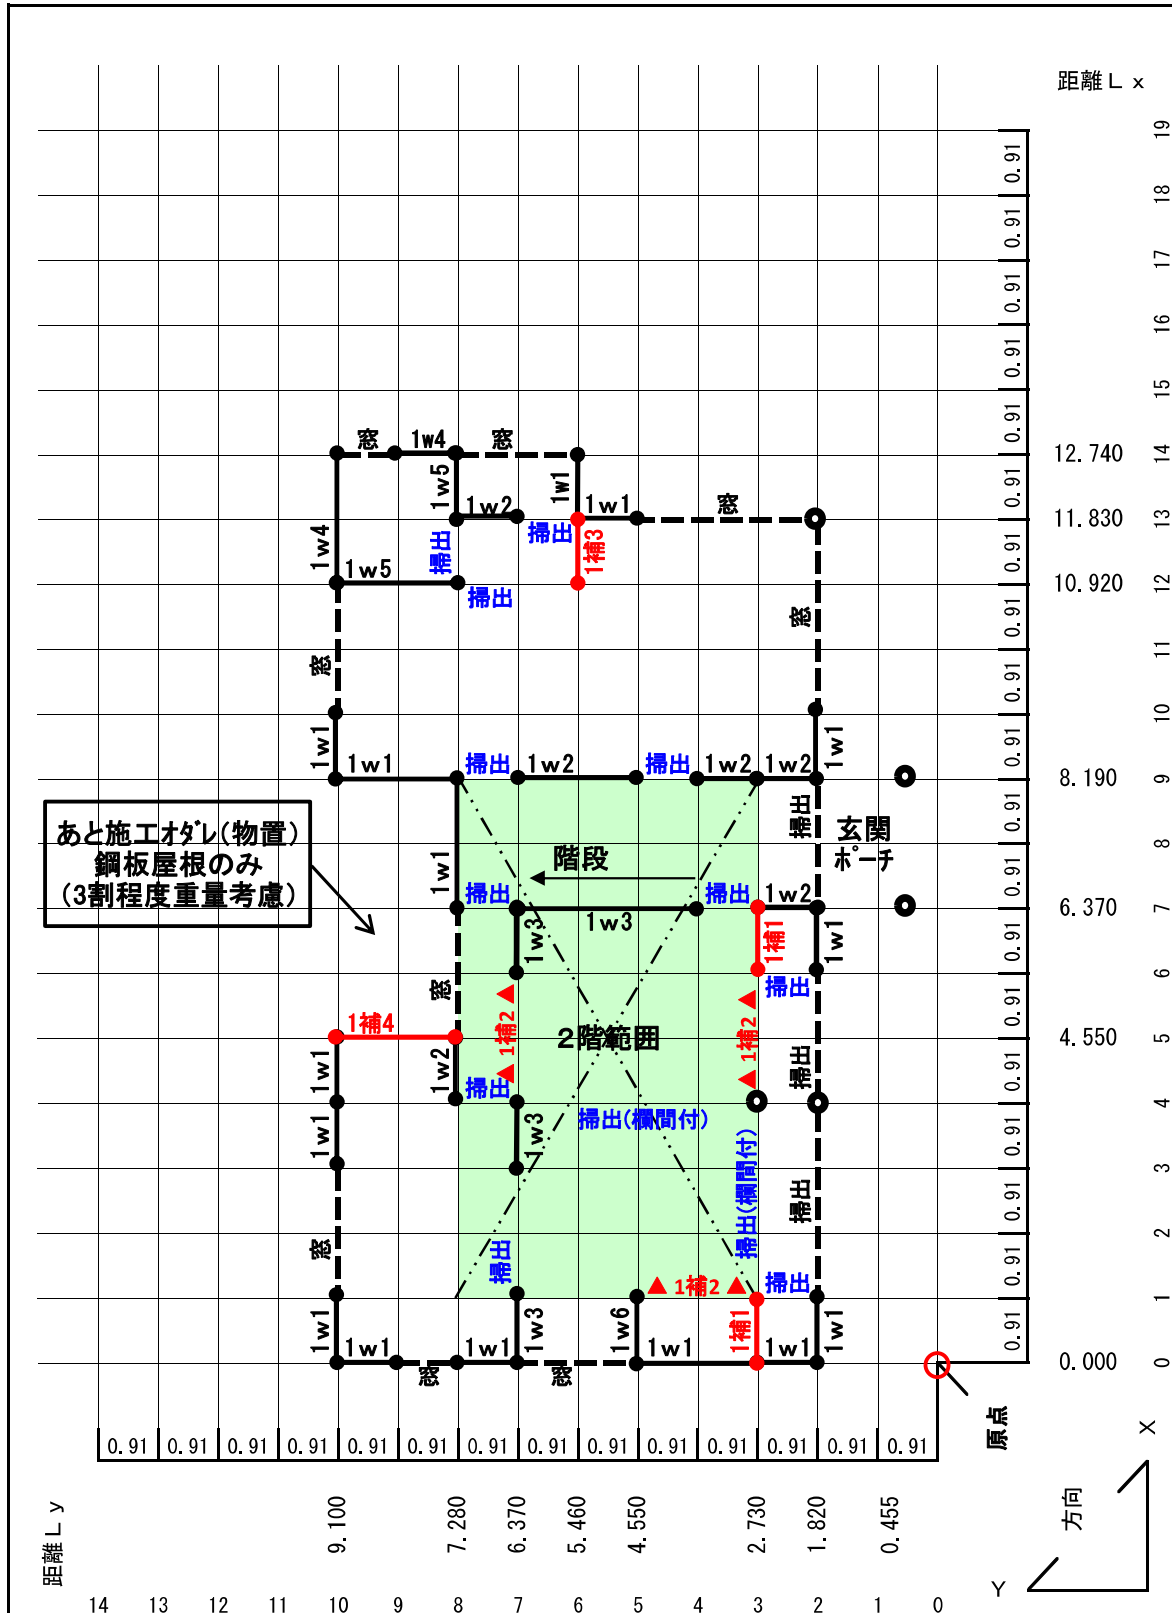 距離Ｌｘ
19
0.91
18
0.91
17
0.91
16
0.91
15
0.91
窓
1w4
窓
12.740
14
1w5
1w1
0.91
1w4
1w2
1w1
窓
掃出
掃出
11.830
13
1補3
0.91
1w5
掃出
10.920
12
窓
0.91
窓
11
0.91
10
1w1
1w1
0.91
1w1
掃出
1w2
掃出
1w2
1w2
8.190
9
あと施工オダレ(物置)
鋼板屋根のみ
(3割程度重量考慮)
掃出
玄関
ポーチ
0.91
8
1w1
階段
0.91
掃出
掃出
1w2
6.370
7
1w3
1w3
1補1
1w1
0.91
掃出
6
窓
1補2
1補2
0.91
1補4
2階範囲
4.550
5
1w1
1w2
掃出
掃出
0.91
4
1w1
1w3
掃出(欄間付)
掃出(欄間付)
0.91
3
掃出
0.91
2
窓
掃出
1補2
掃出
0.91
1
1w1
1w3
1w6
1補1
1w1
0.91
1w1
1w1
1w1
1w1
窓
窓
0.000
0
原点
0.91 0.91 0.91 0.91 0.91 0.91 0.91 0.91 0.91 0.91 0.91 0.91 0.91 0.91
距離Ｌｙ
9.100
7.280
6.370
5.460
4.550
2.730
1.820
0.455
方向
X
Y
14 13 12 11 10 9 8 7 6 5 4 3 2 1 0